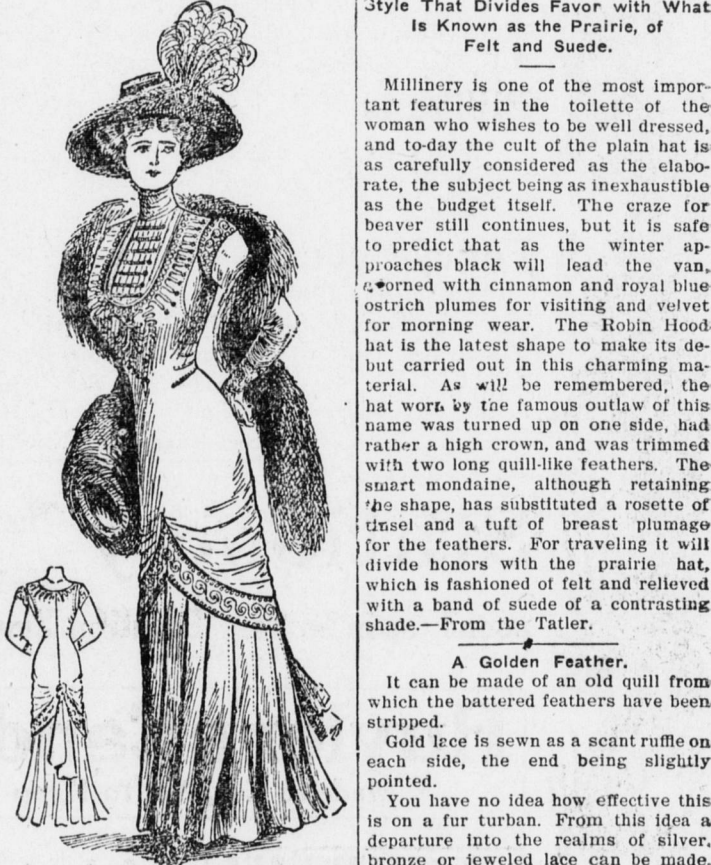 Style That Divides Favor with What
Is Known as the Prairie, of
Felt and Suede.
Millinery is one of the most impor-
tant features in the toilette of the
woman who wishes to be well dressed,
and to-day the cult of the plain hat is
as carefully considered as the elabo-
rate, the subject being as inexhaustible
as the budget itself. The craze for
beaver still continues, but it is safe
to predict that as the winter ap-
proaches black will lead the van,
adorned with cinnamon and royal blue
ostrich plumes for visiting and velvet
for morning wear. The Robin Hood
hat is the latest shape to make its de-
but carried out in this charming ma-
terial. As will be remembered, the
hat worn by the famous outlaw of this
name was turned up on one side, had
rather a high crown, and was trimmed
with two long quill-like feathers. The
smart mondaine, although retaining
the shape, has substituted a rosette of
tinsel and a tuft of breast plumage
for the feathers. For traveling it will
divide honors with the prairie hat,
which is fashioned of felt and relieved
with a band of suede of a contrasting
shade.—From the Tatler.
A Golden Feather.
It can be made of an old quill from
which the battered feathers have been
stripped.
Gold lace is sewn as a scant ruffle on
each side, the end being slightly
pointed.
You have no idea how effective this
is on a fur turban. From this idea a
departure into the realms of silver,
bronze or jeweled lace can be made.